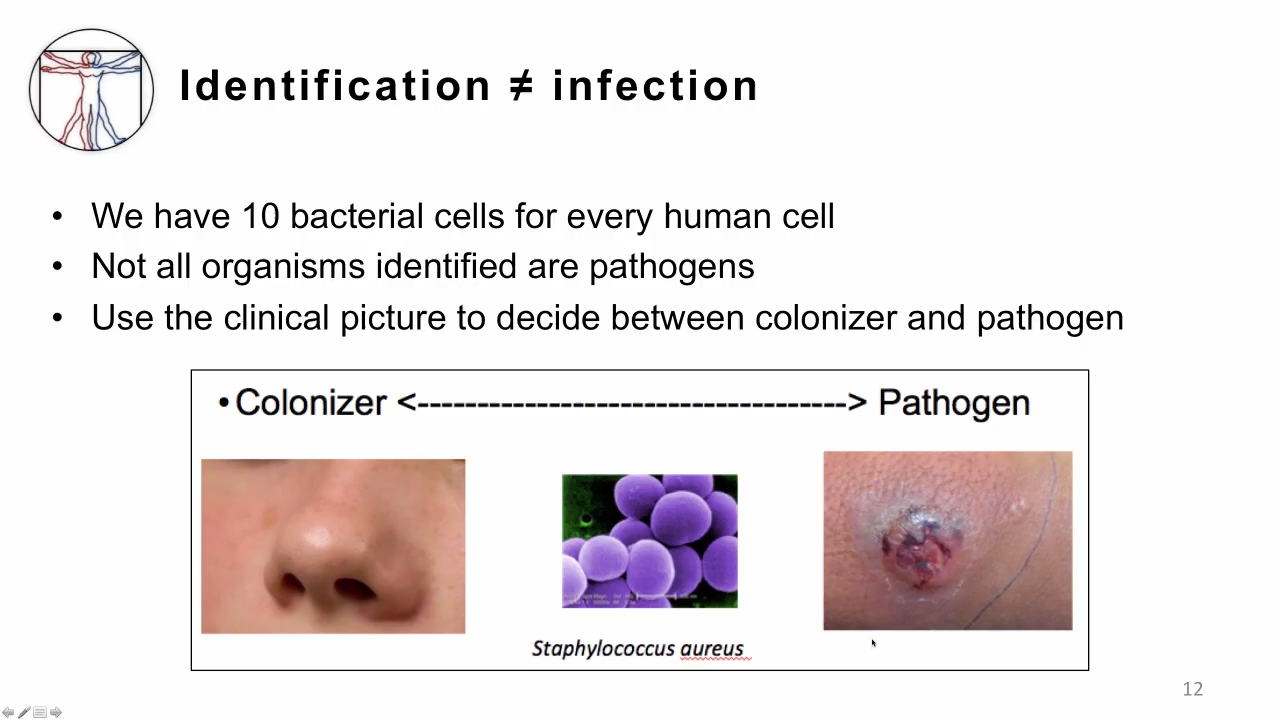 Identification ≠ infection
• We have 10 bacterial cells for every human cell
• Not all organisms identified are pathogens
• Use the clinical picture to decide between colonizer and pathogen
• Colonizer <------------------------------------> Pathogen
Staphylococcus aureus
12